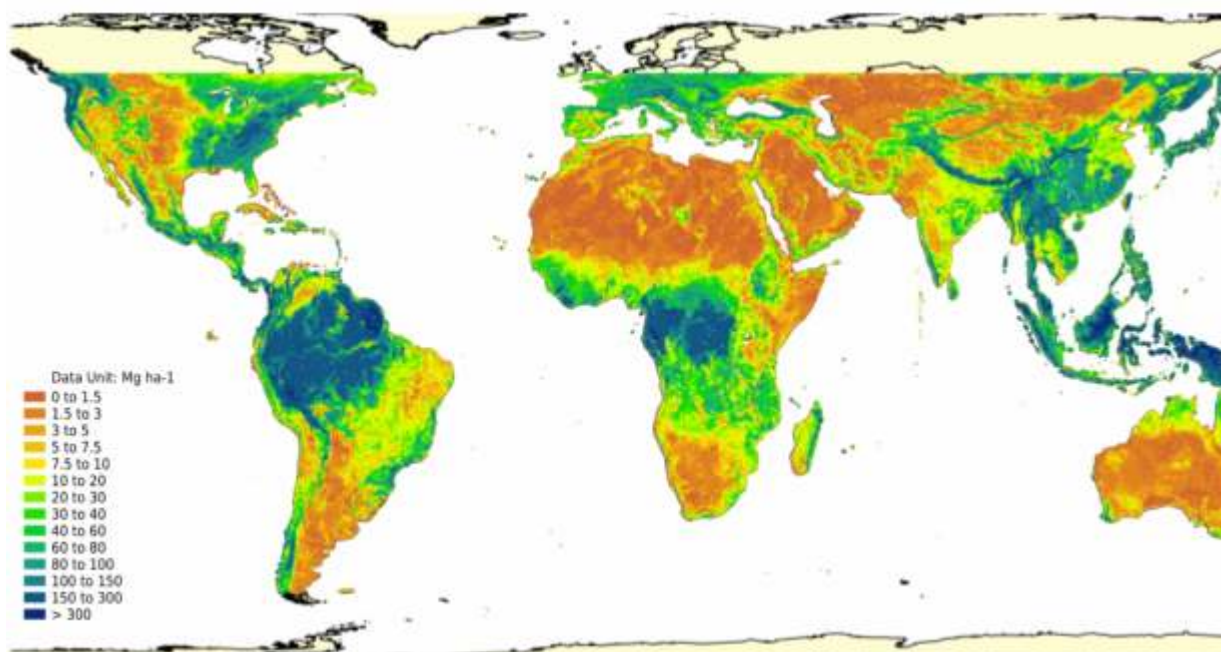 Data Unit: Mg ha-1
0 to 1.5
1.5 to 3
3 to 5
5 to 7.5
7.5 to 10
10 to 20
20 to 30
30 to 40
40 to 60
60 to 80
80 to 100
100 to 150
150 to 300
> 300